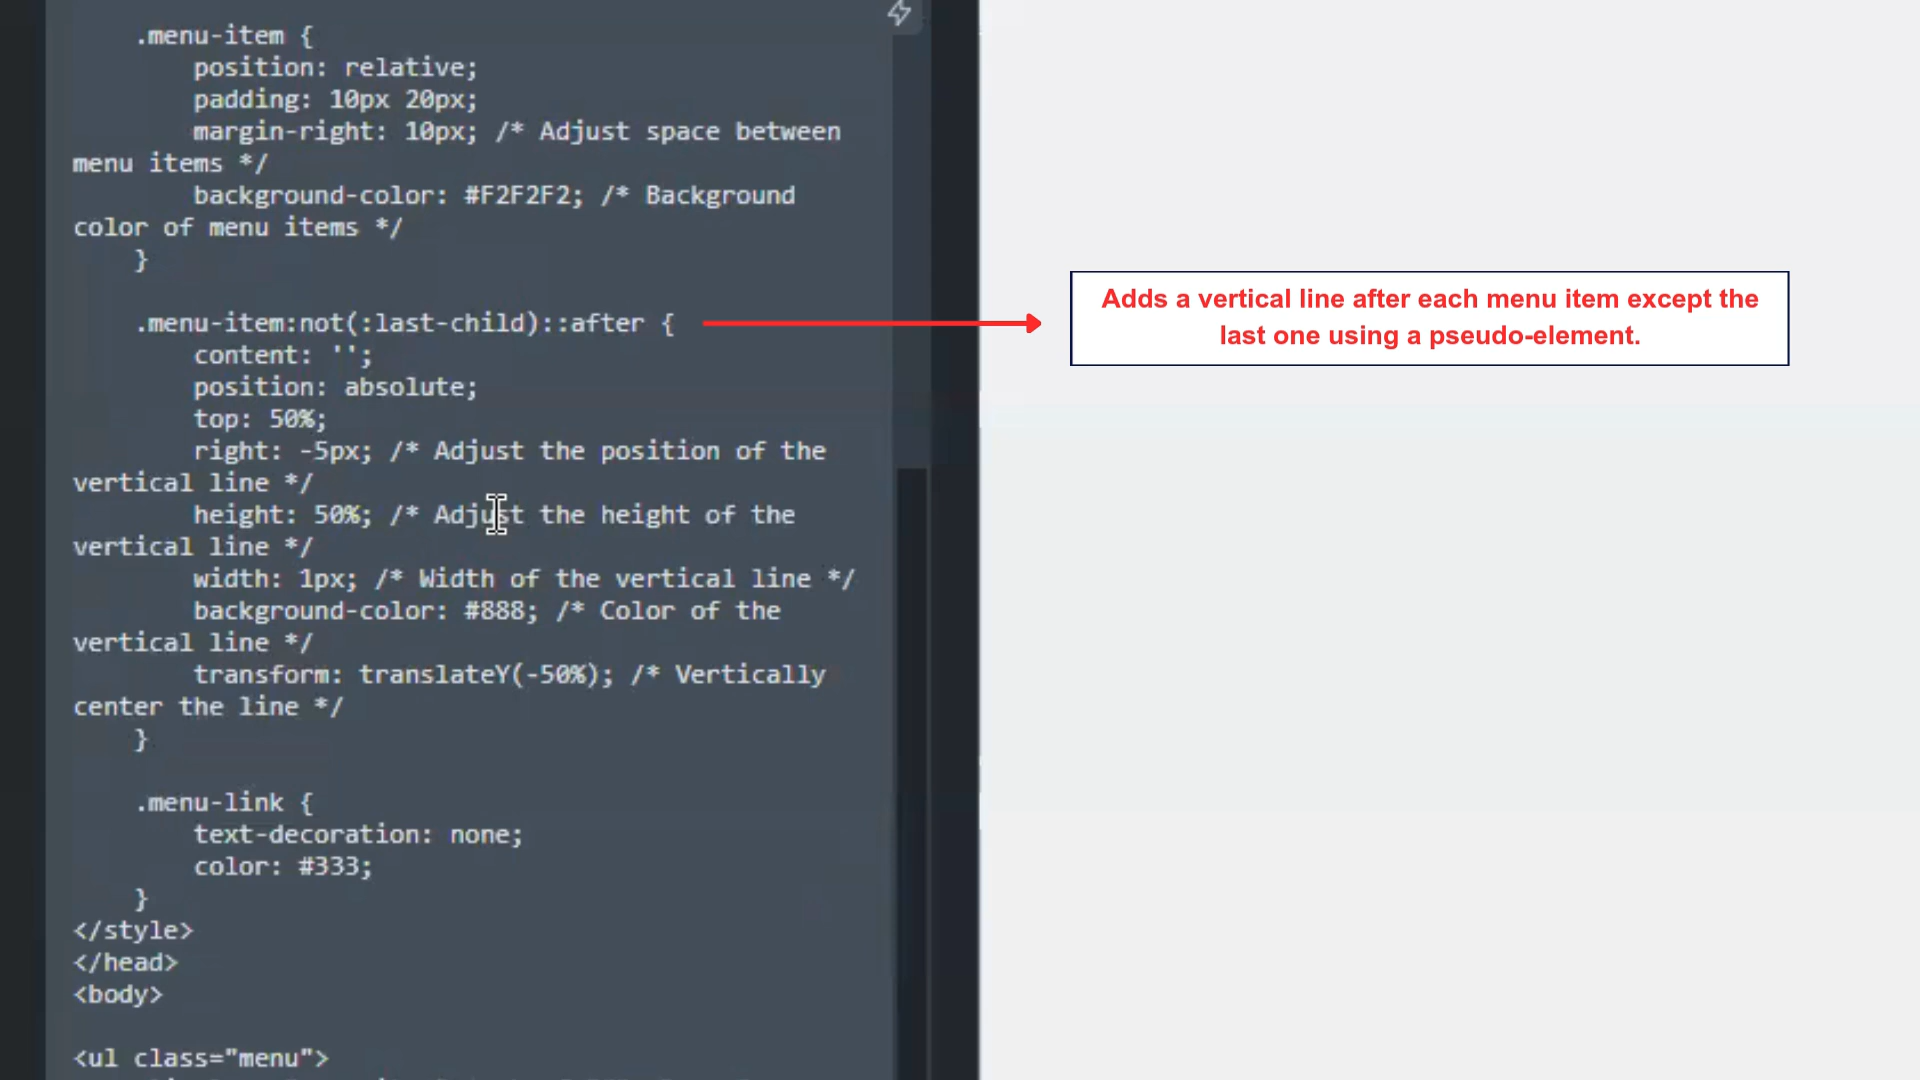 .menu-item {
position: relative;
padding: 10px 20px;
margin-right: 10px; /* Adjust space between
menu items */
background-color: #F2F2F2; /* Background
color of menu items */
}
.menu-item:not(:last-child)::after {
content: '';
position: absolute;
top: 50%;
right: -5px; /* Adjust the position of the
vertical line */
height: 50%; /* Adjust the height of the
vertical line */
width: 1px; /* Width of the vertical line */
background-color: #888; /* Color of the
vertical line */
transform: translateY(-50%); /* Vertically
center the line */
}
.menu-link {
text-decoration: none;
color: #333;
}
</style>
</head>
<body>
<ul class="menu">
Adds a vertical line after each menu item except the
last one using a pseudo-element.